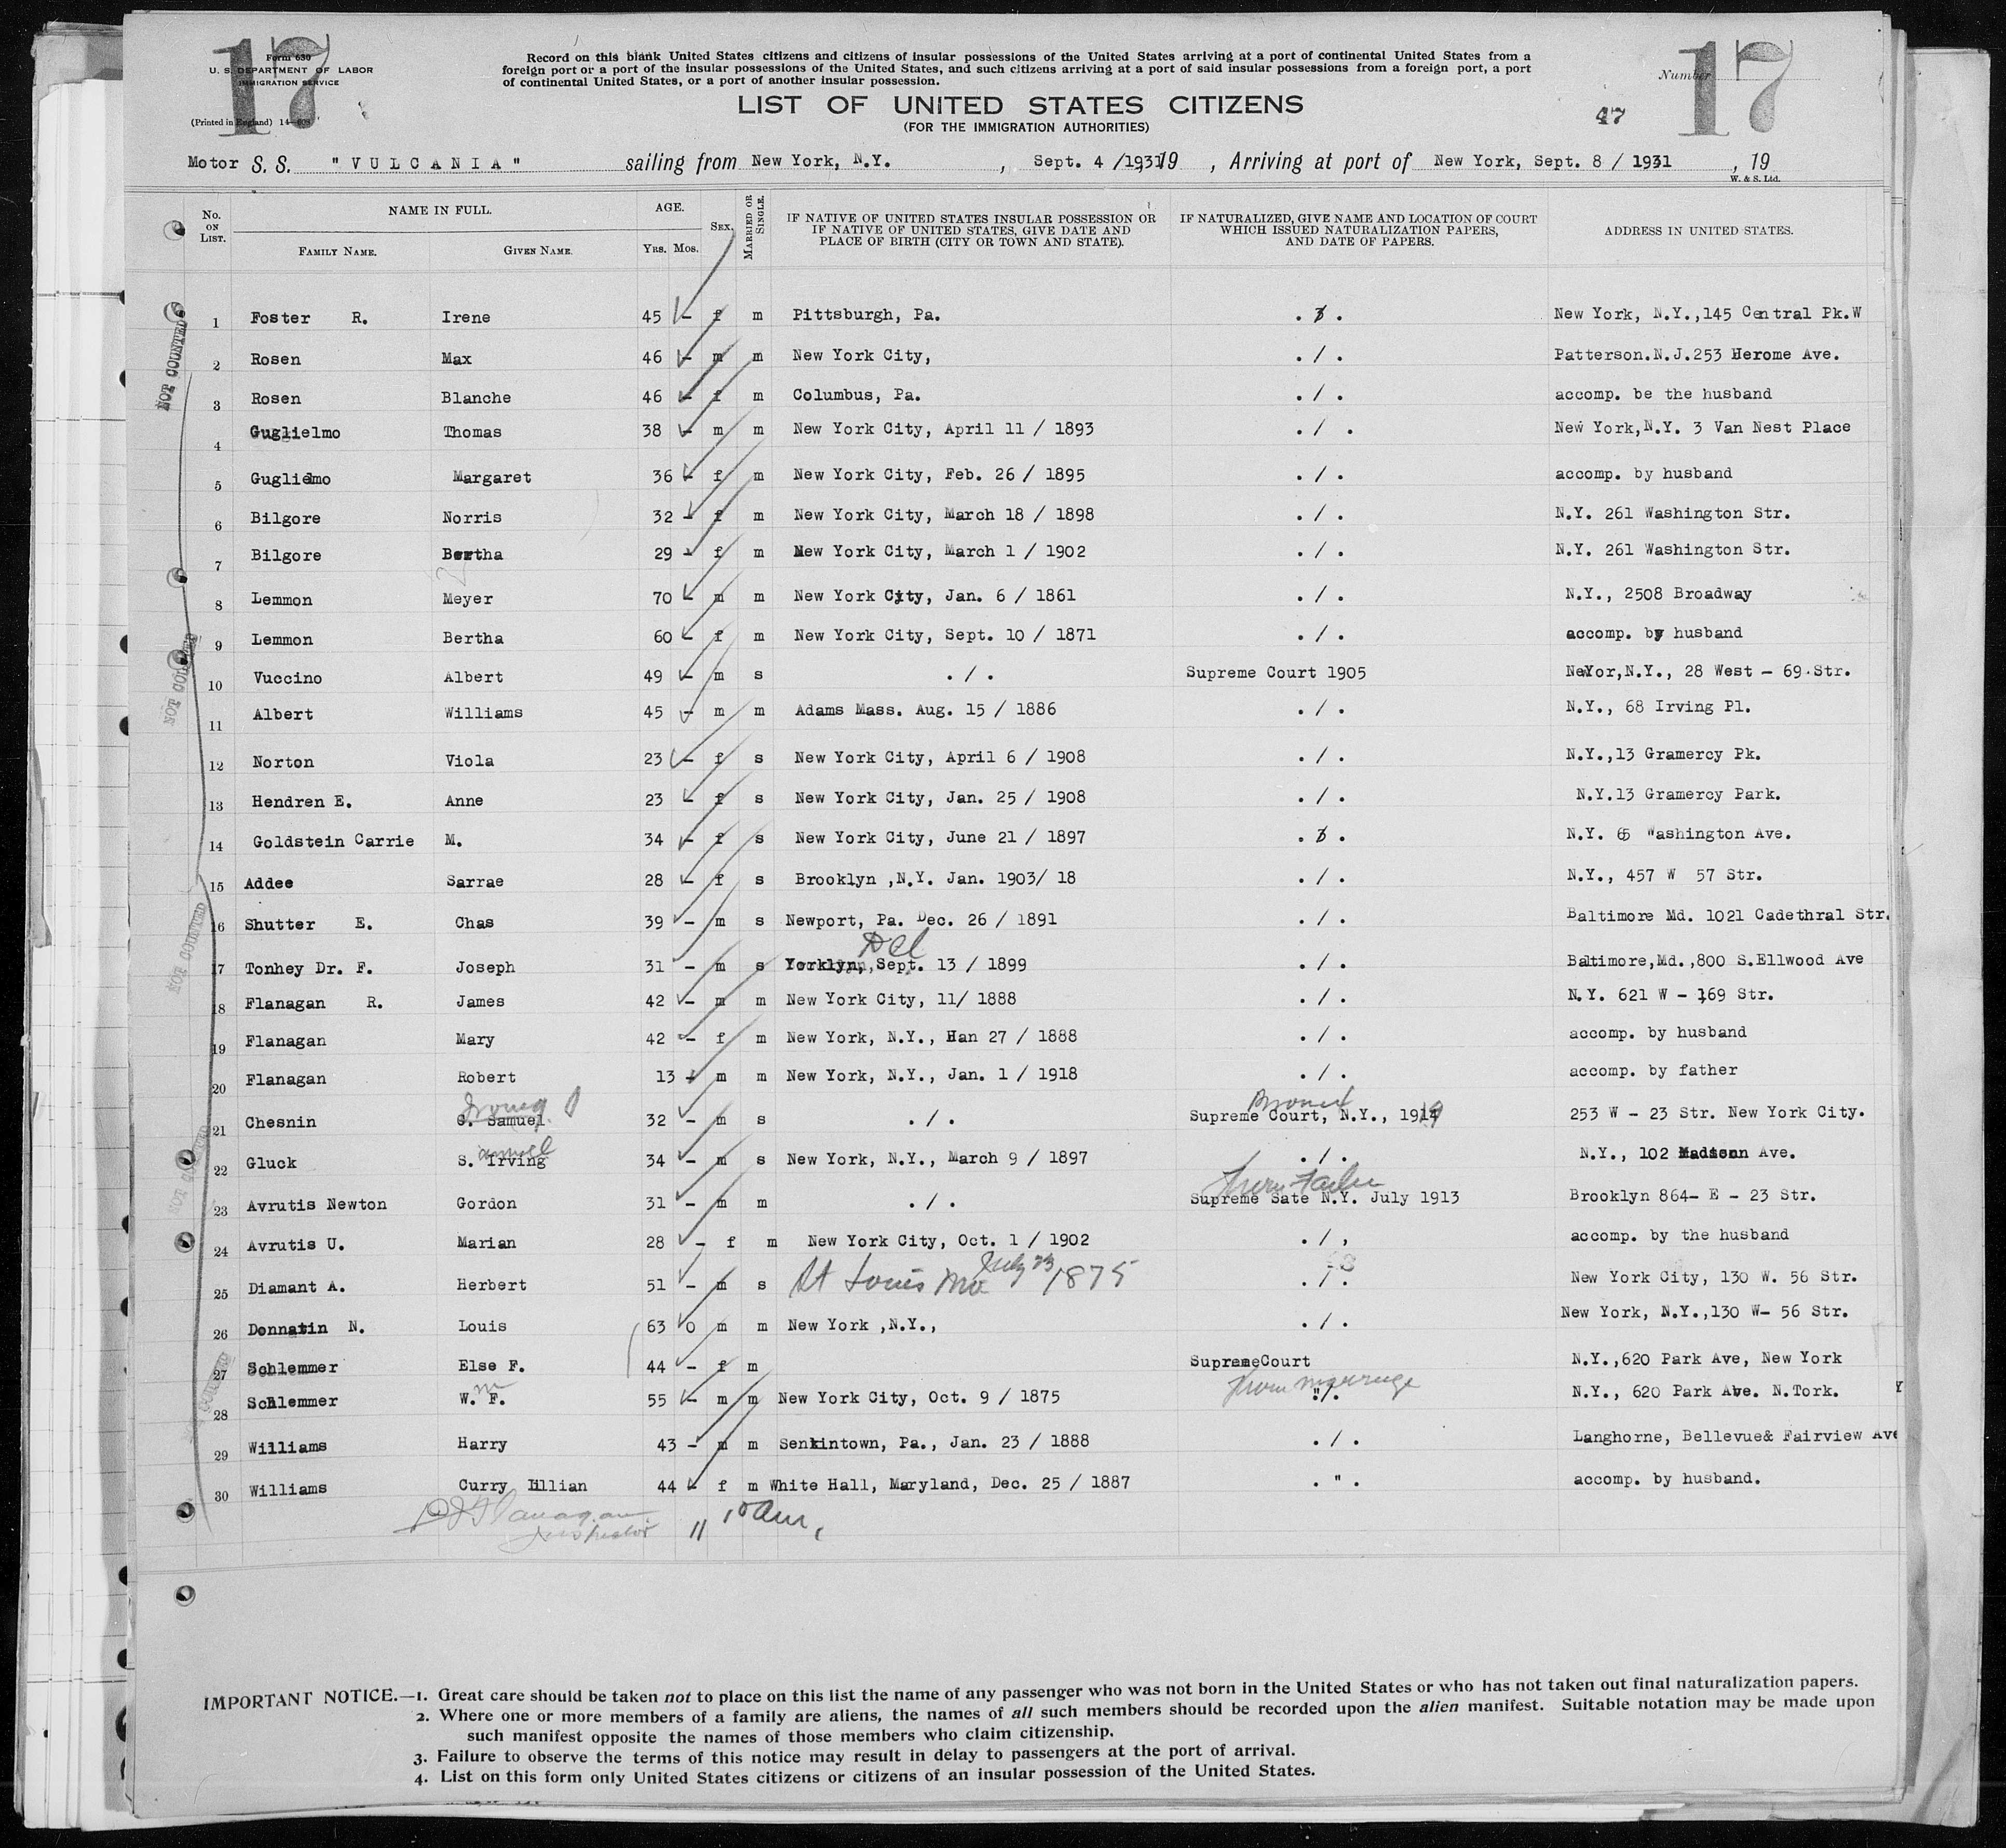 17
Form 630
U. S. DEPARTMENT OF LABOR
IMMIGRATION SERVICE
(Printed in England) 14—
Record on this blank United States citizens and citizens of insular possessions of the United States arriving at a port of continental United States from a
foreign port or a port of the insular possessions of the United States, and such citizens arriving at a port of said insular possessions from a foreign port, a port
of continental United States, or a port of another insular possession.
LIST OF UNITED STATES CITIZENS
(FOR THE IMMIGRATION AUTHORITIES)
Number 17
47
Motor S. S. "VULCANIA" sailing from New York, N.Y. , Sept. 4 /1931 19 , Arriving at port of New York, Sept. 8 / 1931 , 19
W. & S. Ltd.
No. ON LIST. NAME IN FULL. FAMILY NAME. GIVEN NAME. AGE. YRS. MOS. SEX. MARRIED OR SINGLE. IF NATIVE OF UNITED STATES INSULAR POSSESSION OR IF NATIVE OF UNITED STATES, GIVE DATE AND PLACE OF BIRTH (CITY OR TOWN AND STATE). IF NATURALIZED, GIVE NAME AND LOCATION OF COURT WHICH ISSUED NATURALIZATION PAPERS, AND DATE OF PAPERS. ADDRESS IN UNITED STATES.
NOT COUNTED
1 Foster R. Irene 45 - f m Pittsburgh, Pa. . / . New York, N.Y.,145 Central Pk.W
2 Rosen Max 46 - m m New York City, . / . Patterson.N.J.253 Herome Ave.
3 Rosen Blanche 46 - f m Columbus, Pa. . / . accomp. be the husband
4 Guglielmo Thomas 38 - m m New York City, April 11 / 1893 . / . New York,N.Y. 3 Van Nest Place
5 Guglielmo Margaret 36 - f m New York City, Feb. 26 / 1895 . / . accomp. by husband
6 Bilgore Norris 32 - f m New York City, March 18 / 1898 . / . N.Y. 261 Washington Str.
7 Bilgore Bertha 29 - f m New York City, March 1 / 1902 . / . N.Y. 261 Washington Str.
8 Lemmon Meyer 70 - m m New York City, Jan. 6 / 1861 . / . N.Y., 2508 Broadway
9 Lemmon Bertha 60 - f m New York City, Sept. 10 / 1871 . / . accomp. by husband
NOT COUNTED
10 Vuccino Albert 49 - m s . / . Supreme Court 1905 NeYor,N.Y., 28 West - 69.Str.
11 Albert Williams 45 - m m Adams Mass. Aug. 15 / 1886 . / . N.Y., 68 Irving Pl.
12 Norton Viola 23 - f s New York City, April 6 / 1908 . / . N.Y.,13 Gramercy Pk.
13 Hendren E. Anne 23 - f s New York City, Jan. 25 / 1908 . / . N.Y.13 Gramercy Park.
14 Goldstein Carrie M. 34 - f s New York City, June 21 / 1897 . / . N.Y. Washington Ave.
15 Addee Sarrae 28 - f s Brooklyn ,N.Y. Jan. 1903/ 18 . / . N.Y., 457 W 57 Str.
NOT COUNTED
16 Shutter E. Chas 39 - m s Newport, Pa. Dec. 26 / 1891 . / . Baltimore Md. 1021 Cadethral Str.
Del
17 Tonhey Dr. F. Joseph 31 - m s Yorklyn, Sept. 13 / 1899 . / . Baltimore,Md.,800 S.Ellwood Ave
18 Flanagan R. James 42 - m m New York City, 11/ 1888 . / . N.Y. 621 W - 169 Str.
19 Flanagan Mary 42 - f m New York, N.Y., Han 27 / 1888 . / . accomp. by husband
20 Flanagan Robert 13 - m m New York, N.Y., Jan. 1 / 1918 . / . accomp. by father
Irving Bronx
21 Chesnin S. Samuel 32 - m s . / . Supreme Court, N.Y., 1919 253 W - 23 Str. New York City.
NOT COUNTED
amuel
22 Gluck S. Irving 34 - m s New York, N.Y., March 9 / 1897 . / . N.Y., 102 Madison Ave.
Thru Father
23 Avrutis Newton Gordon 31 - m m . / . Supreme Sate N.Y. July 1913 Brooklyn 864- E - 23 Str.
24 Avrutis U. Marian 28 - f m New York City, Oct. 1 / 1902 . / , accomp. by the husband
25 Diamant A. Herbert 51 - m s St Louis Mo July 23/1875 . / . New York City, 130 W. 56 Str.
26 Donnatin N. Louis 63 0 m m New York ,N.Y., . / . New York, N.Y.,130 W- 56 Str.
27 Schlemmer Else F. 44 - f m SupremeCourt N.Y.,620 Park Ave, New York
m Thru marriage
28 Schlemmer W. F. 55 - m m New York City, Oct. 9 / 1875 ."/. N.Y., 620 Park Ave. N.Tork. Y
29 Williams Harry 43 - m m Senkintown, Pa., Jan. 23 / 1888 . / . Langhorne, Bellevue& Fairview Ave
30 Williams Curry Lillian 44 - f m White Hall, Maryland, Dec. 25 / 1887 . " . accomp. by husband.
Flanagan
Inspector
11 10 am,
IMPORTANT NOTICE.—1. Great care should be taken not to place on this list the name of any passenger who was not born in the United States or who has not taken out final naturalization papers.
2. Where one or more members of a family are aliens, the names of all such members should be recorded upon the alien manifest. Suitable notation may be made upon
such manifest opposite the names of those members who claim citizenship.
3. Failure to observe the terms of this notice may result in delay to passengers at the port of arrival.
4. List on this form only United States citizens or citizens of an insular possession of the United States.